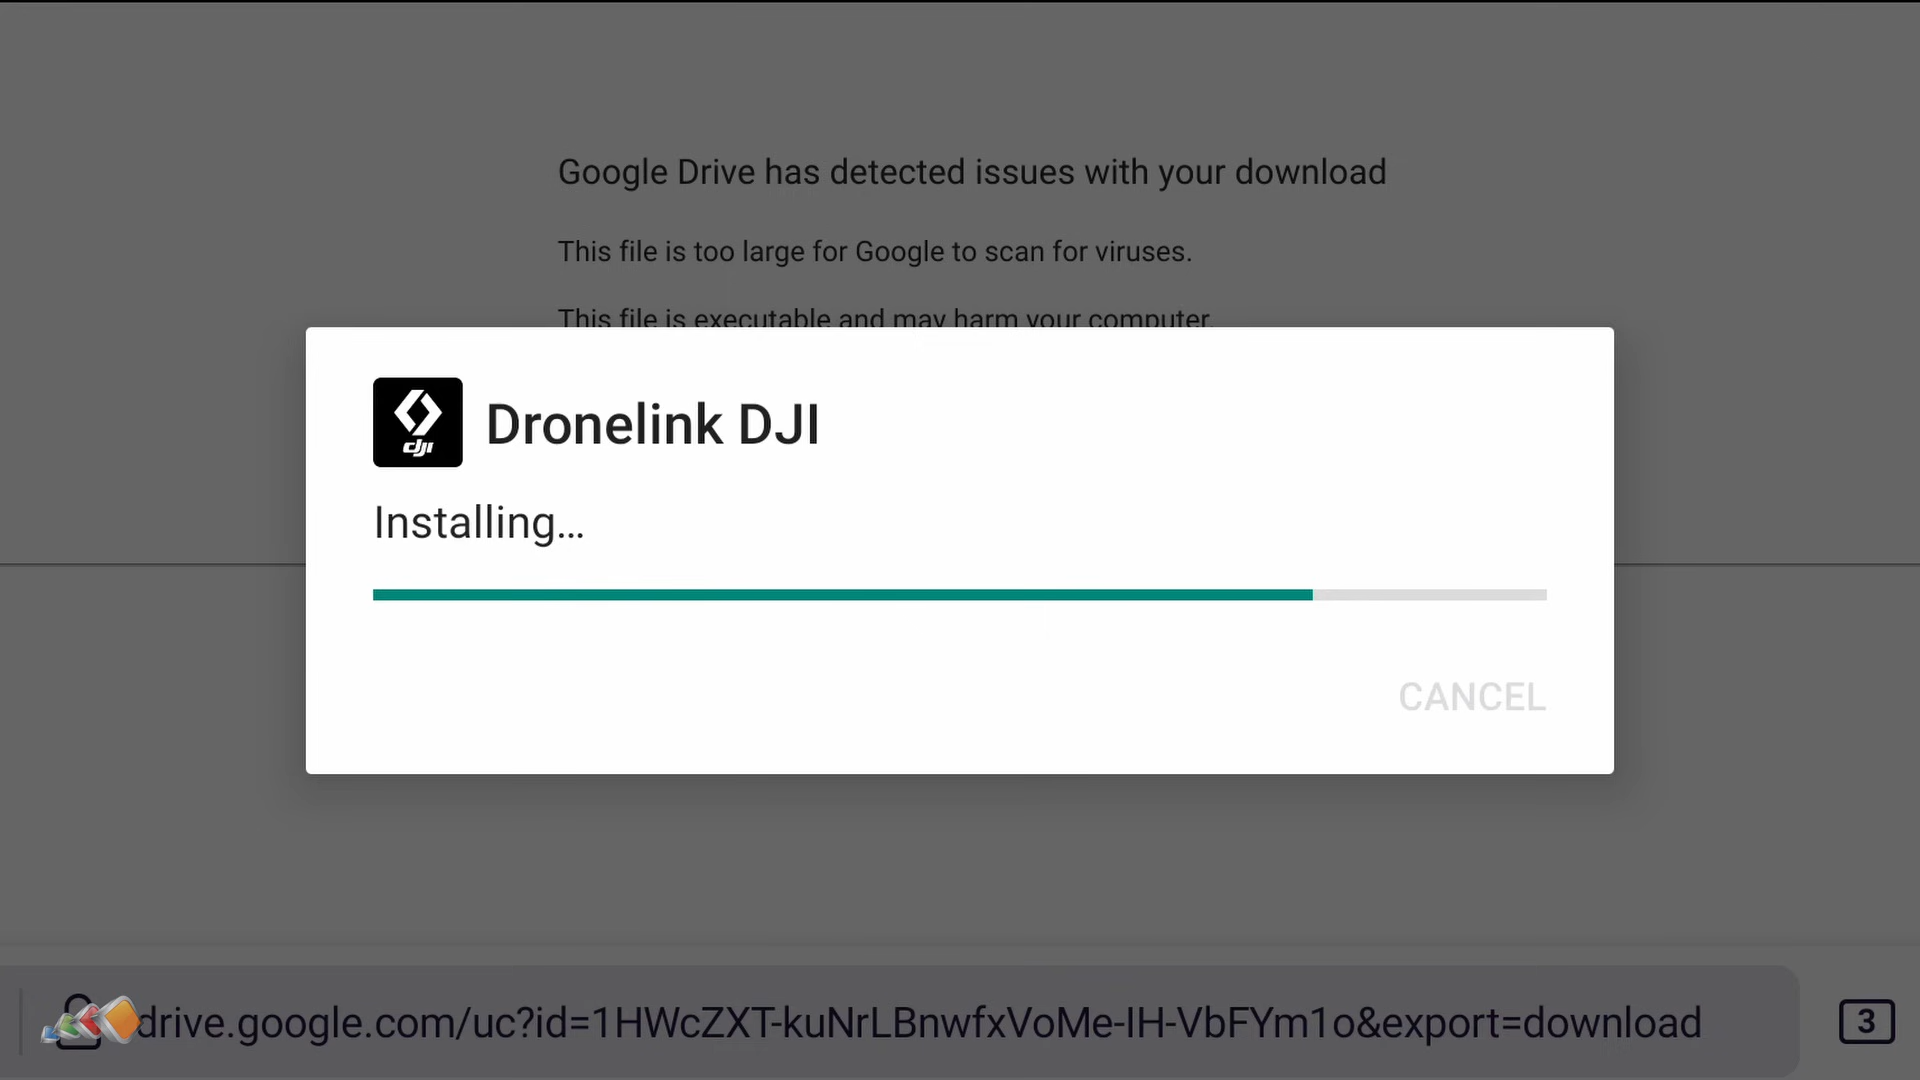 Google Drive has detected issues with your download
This file is too large for Google to scan for viruses.
This file is executable and may harm your computer.
dji
Dronelink DJI
Installing...
CANCEL
drive.google.com/uc?id=1HWcZXT-kuNrLBnwfxVoMe-IH-VbFYm1o&export=download
3